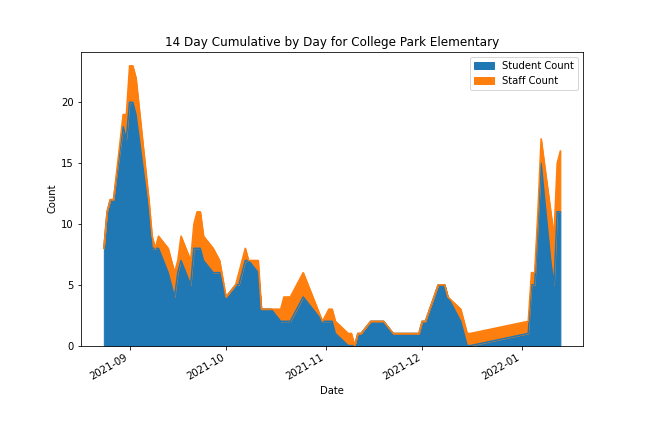 14 Day Cumulative by Day for College Park Elementary
Student Count
Staff Count
Count
20
15
10
5
0
2021-09
2021-10
2021-11
2021-12
2022-01
Date